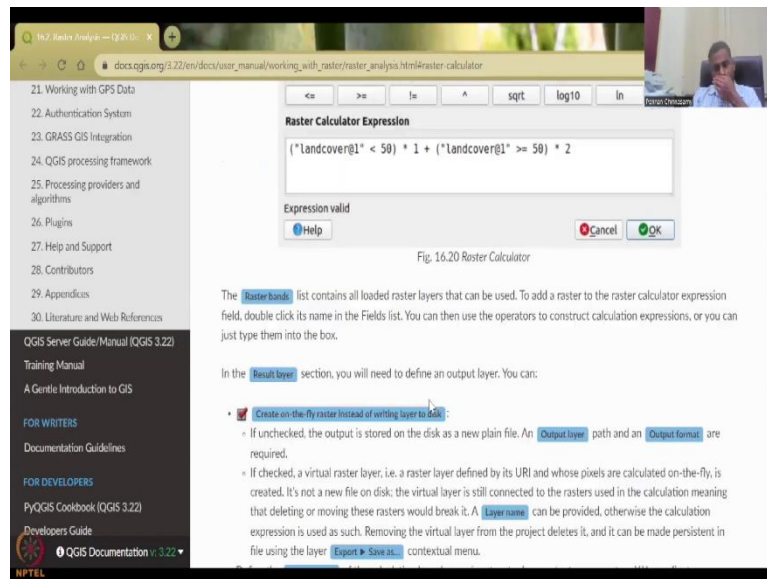 16.2. Raster Analysis — QGIS Do
docs.qgis.org/3.22/en/docs/user_manual/working_with_raster/raster_analysis.html#raster-calculator
21. Working with GPS Data
22. Authentication System
23. GRASS GIS Integration
24. QGIS processing framework
25. Processing providers and
algorithms
26. Plugins
27. Help and Support
28. Contributors
29. Appendices
30. Literature and Web References
QGIS Server Guide/Manual (QGIS 3.22)
Training Manual
A Gentle Introduction to GIS
FOR WRITERS
Documentation Guidelines
FOR DEVELOPERS
PyQGIS Cookbook (QGIS 3.22)
Developers Guide
QGIS Documentation v: 3.22
NPTEL
<= >= != ^ sqrt log10 ln
Raster Calculator Expression
("landcover@1" < 50) * 1 + ("landcover@1" >= 50) * 2
Expression valid
Help Cancel OK
Fig. 16.20 Raster Calculator
The Raster bands list contains all loaded raster layers that can be used. To add a raster to the raster calculator expression
field, double click its name in the Fields list. You can then use the operators to construct calculation expressions, or you can
just type them into the box.
In the Result layer section, you will need to define an output layer. You can:
• Create on-the-fly raster instead of writing layer to disk :
◦ If unchecked, the output is stored on the disk as a new plain file. An Output layer path and an Output format are
required.
◦ If checked, a virtual raster layer, i.e. a raster layer defined by its URI and whose pixels are calculated on-the-fly, is
created. It's not a new file on disk; the virtual layer is still connected to the rasters used in the calculation meaning
that deleting or moving these rasters would break it. A Layer name can be provided, otherwise the calculation
expression is used as such. Removing the virtual layer from the project deletes it, and it can be made persistent in
file using the layer Export ► Save as... contextual menu.